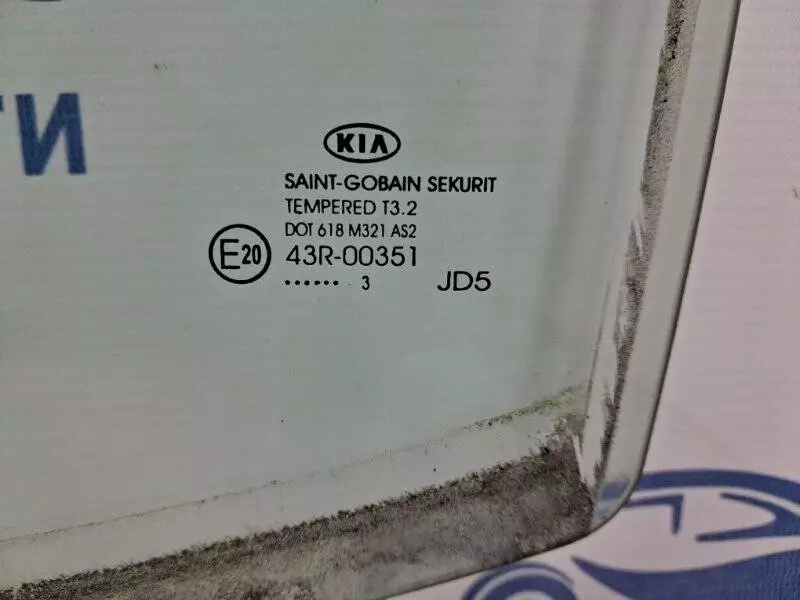 KIA
SAINT-GOBAIN SEKURIT
TEMPERED T3.2
DOT 618 M321 AS2
E20 43R-00351
...... 3 JD5